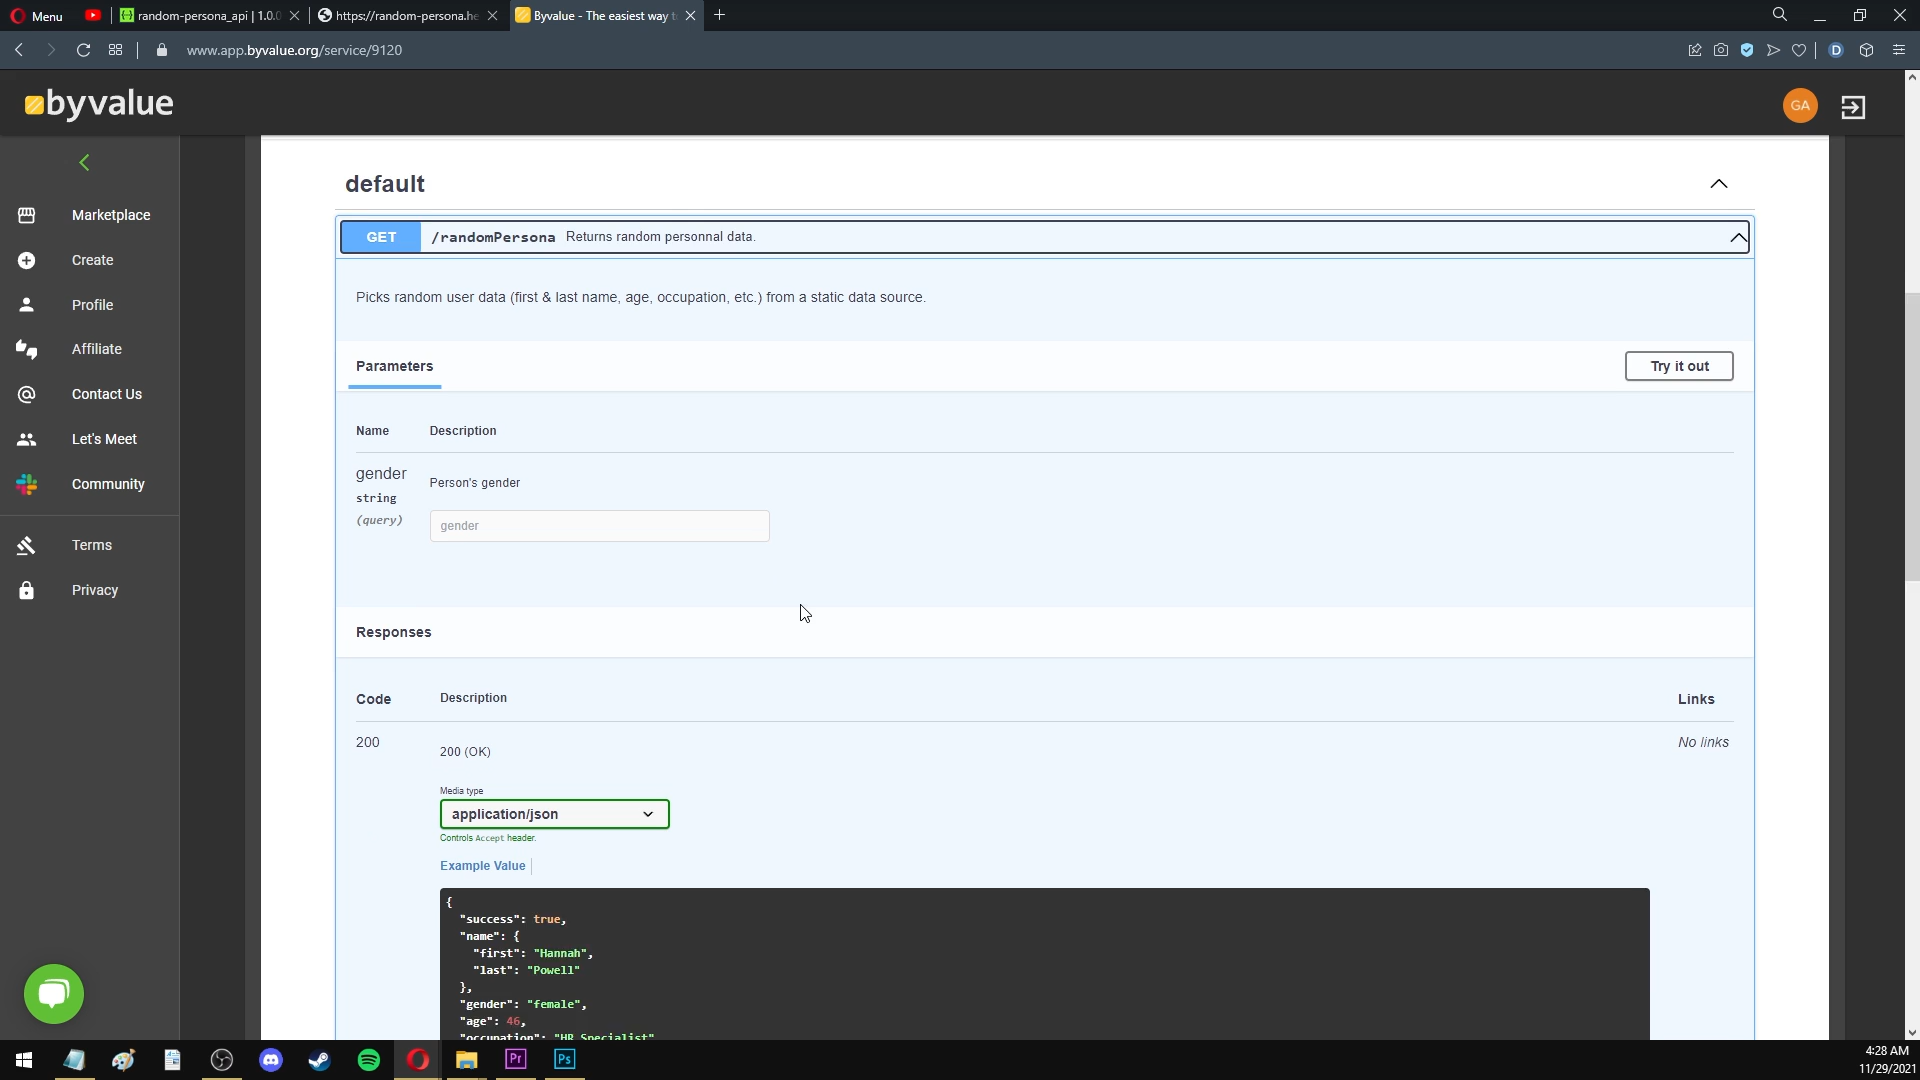 Menu
random-persona_api | 1.0.0
https://random-persona.he
Byvalue - The easiest way t
www.app.byvalue.org/service/9120
D
byvalue
GA
Marketplace
Create
Profile
Affiliate
Contact Us
Let's Meet
Community
Terms
Privacy
default
GET /randomPersona Returns random personnal data.
Picks random user data (first & last name, age, occupation, etc.) from a static data source.
Parameters
Try it out
Name Description
gender
string
(query)
Person's gender
gender
Responses
Code Description Links
200 200 (OK) No links
Media type
application/json
Controls Accept header.
Example Value
{
"success": true,
"name": {
"first": "Hannah",
"last": "Powell"
},
"gender": "female",
"age": 46,
"occupation": "HR Specialist"
Pr
Ps
4:28 AM
11/29/2021